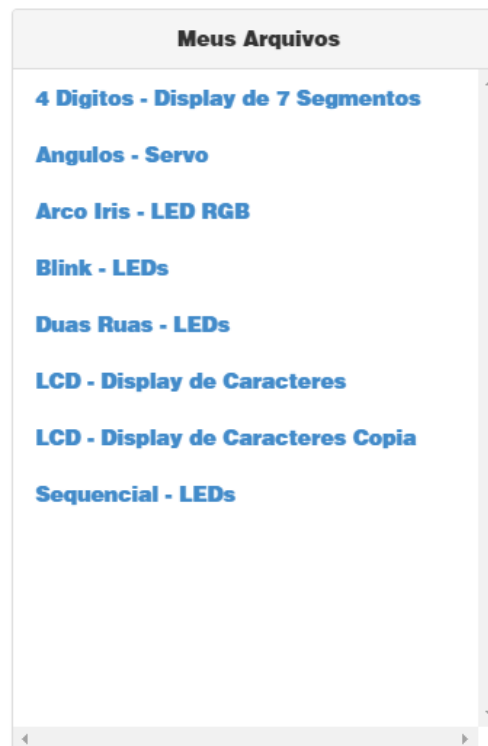 Meus Arquivos
4 Digitos - Display de 7 Segmentos
Angulos - Servo
Arco Iris - LED RGB
Blink - LEDs
Duas Ruas - LEDs
LCD - Display de Caracteres
LCD - Display de Caracteres Copia
Sequencial - LEDs